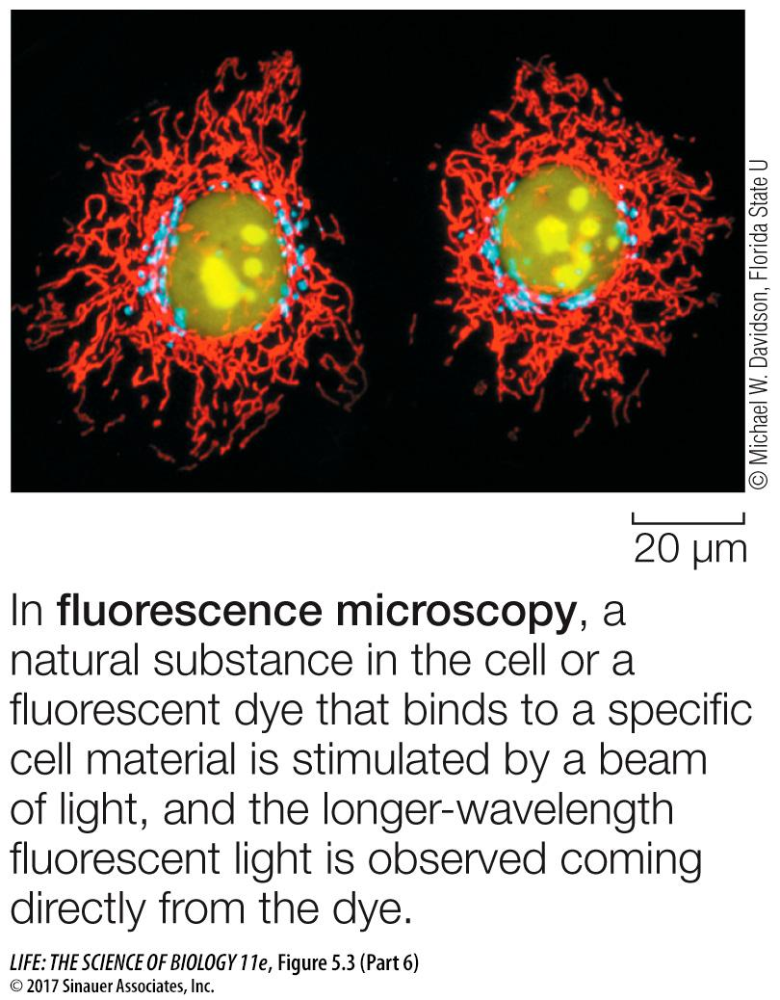 © Michael W. Davidson, Florida State U
20 μm
In fluorescence microscopy, a
natural substance in the cell or a
fluorescent dye that binds to a specific
cell material is stimulated by a beam
of light, and the longer-wavelength
fluorescent light is observed coming
directly from the dye.
LIFE: THE SCIENCE OF BIOLOGY 11e, Figure 5.3 (Part 6)
© 2017 Sinauer Associates, Inc.